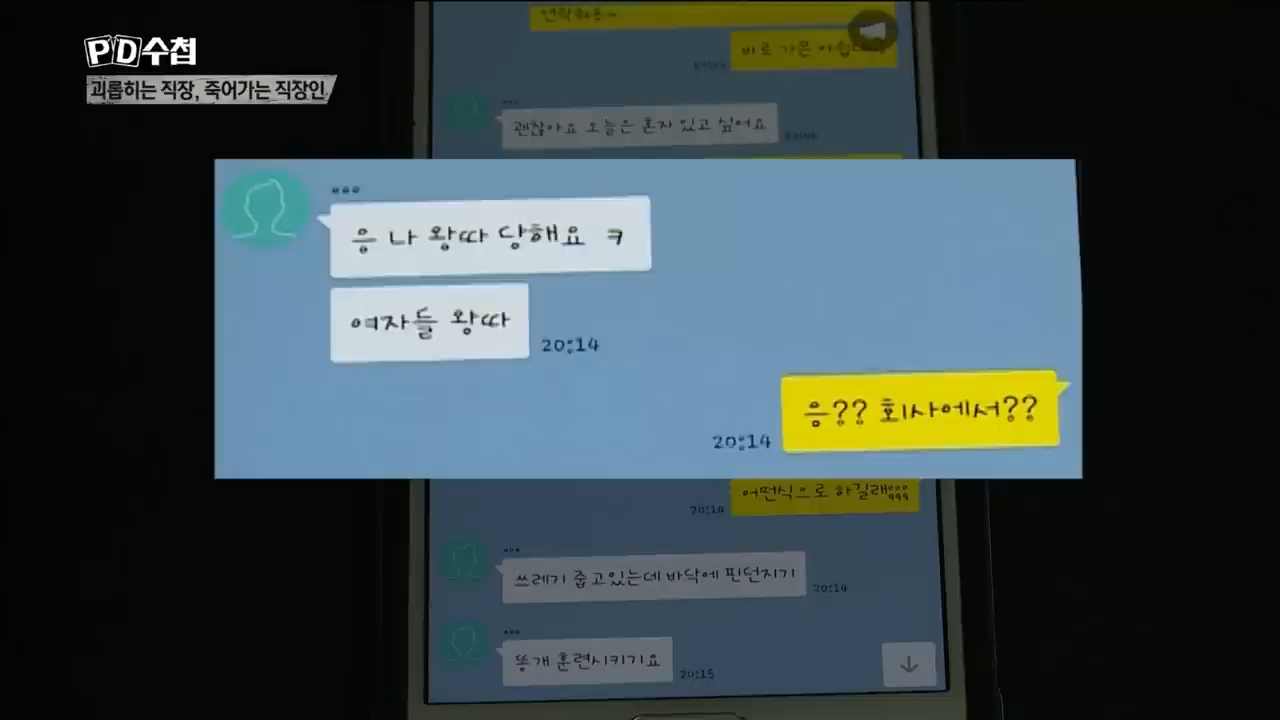 PD수첩
괴롭히는 직장, 죽어가는 직장인
연락줘용~
바로 가은
괜찮아요 오늘은 혼자 있고 싶어요
응 나 왕따 당해요 ㅋ
여자들 왕따
20:14
응?? 회사에서??
20:14
어떤식으로 하길래
20:14
쓰레기 줍고있는데 바닥에 핀던지기
20:14
똥개 훈련시키기요
20:15